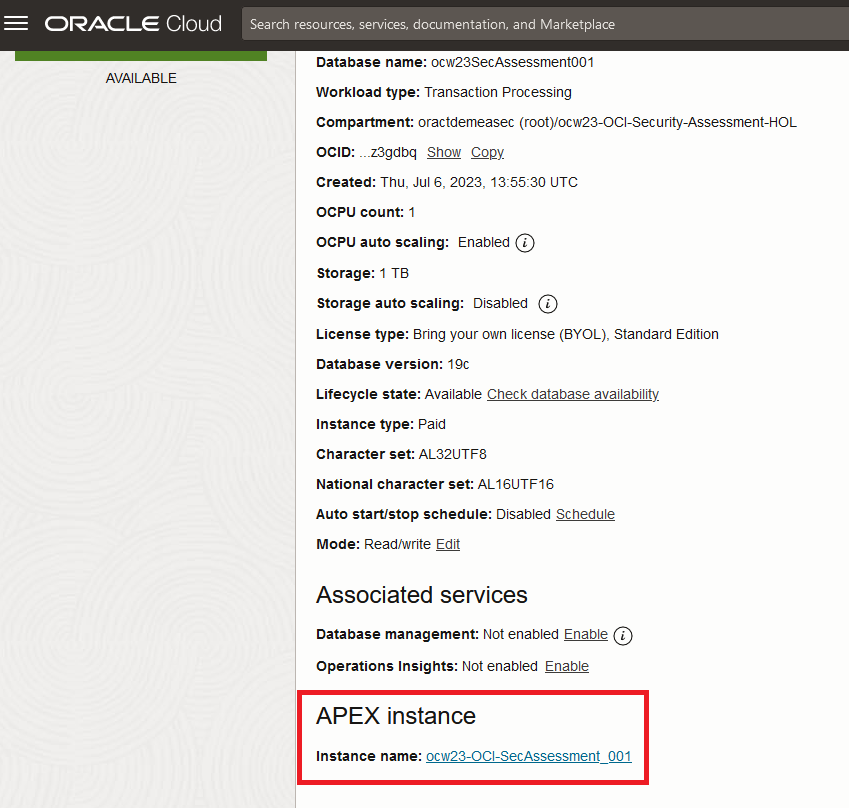 ORACLE Cloud
Search resources, services, documentation, and Marketplace
AVAILABLE
Database name: ocw23SecAssessment001
Workload type: Transaction Processing
Compartment: oractdemeasec (root)/ocw23-OCI-Security-Assessment-HOL
OCID: ...z3gdbq Show Copy
Created: Thu, Jul 6, 2023, 13:55:30 UTC
OCPU count: 1
OCPU auto scaling: Enabled i
Storage: 1 TB
Storage auto scaling: Disabled i
License type: Bring your own license (BYOL), Standard Edition
Database version: 19c
Lifecycle state: Available Check database availability
Instance type: Paid
Character set: AL32UTF8
National character set: AL16UTF16
Auto start/stop schedule: Disabled Schedule
Mode: Read/write Edit
Associated services
Database management: Not enabled Enable i
Operations Insights: Not enabled Enable
APEX instance
Instance name: ocw23-OCI-SecAssessment_001